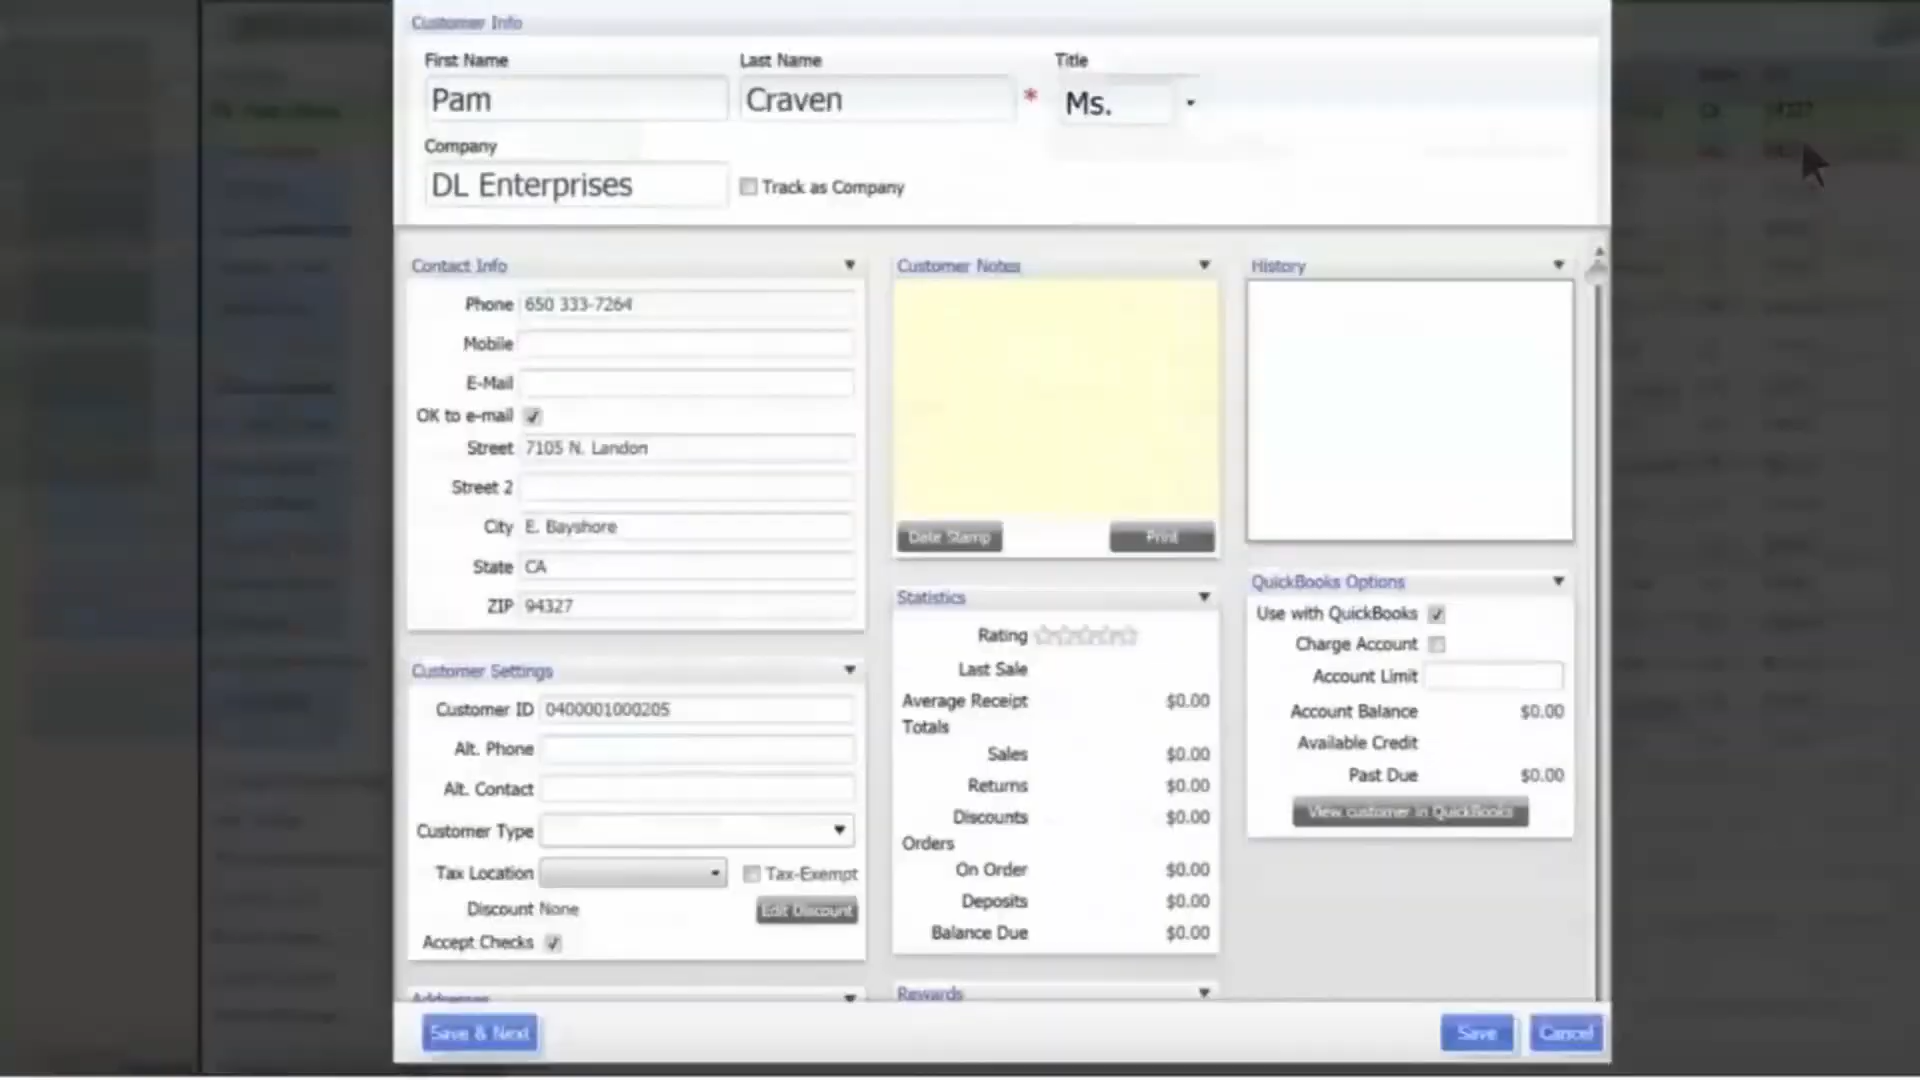 Customer Info
First Name
Last Name
Title
Pam
Craven
*
Ms.
Company
DL Enterprises
Track as Company
Contact Info
Phone 650 333-7264
Mobile
E-Mail
OK to e-mail
Street 7105 N. Landon
Street 2
City E. Bayshore
State CA
ZIP 94327
Customer Settings
Customer ID 0400001000205
Alt. Phone
Alt. Contact
Customer Type
Tax Location
Tax-Exempt
Discount None
Edit Discount
Accept Checks
Addresses
Customer Notes
Date Stamp
Print
Statistics
Rating
Last Sale
Average Receipt $0.00
Totals
Sales $0.00
Returns $0.00
Discounts $0.00
Orders
On Order $0.00
Deposits $0.00
Balance Due $0.00
Rewards
History
QuickBooks Options
Use with QuickBooks
Charge Account
Account Limit
Account Balance $0.00
Available Credit
Past Due $0.00
View customer in QuickBooks
Save & Next
Save
Cancel